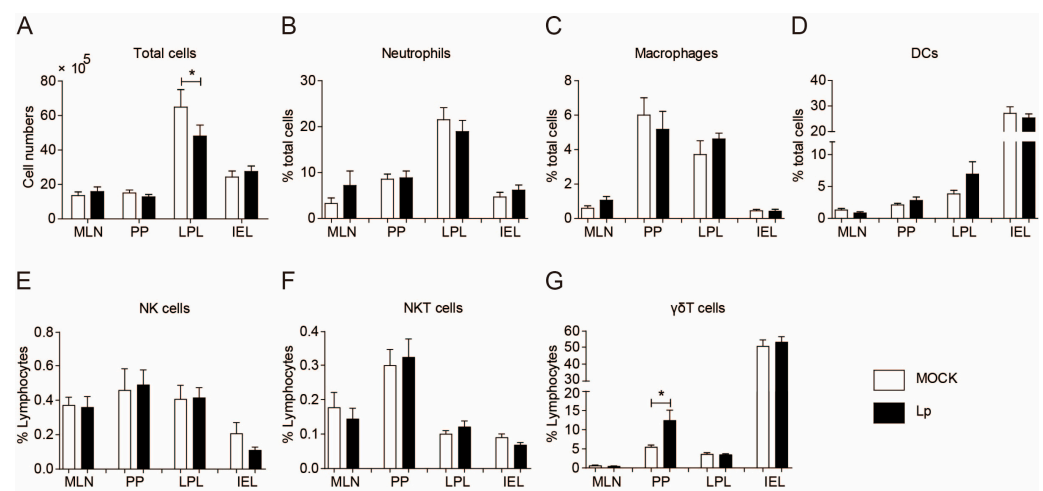 A
Total cells
× 10^5
Cell numbers
80
60
40
20
0
*
MLN PP LPL IEL
B
Neutrophils
% total cells
30
20
10
0
MLN PP LPL IEL
C
Macrophages
% total cells
8
6
4
2
0
MLN PP LPL IEL
D
DCs
% total cells
40
30
20
10
5
0
MLN PP LPL IEL
E
NK cells
% Lymphocytes
0.8
0.6
0.4
0.2
0.0
MLN PP LPL IEL
F
NKT cells
% Lymphocytes
0.4
0.3
0.2
0.1
0.0
MLN PP LPL IEL
G
γδT cells
% Lymphocytes
60
50
40
30
20
15
10
5
0
*
MLN PP LPL IEL
MOCK
Lp